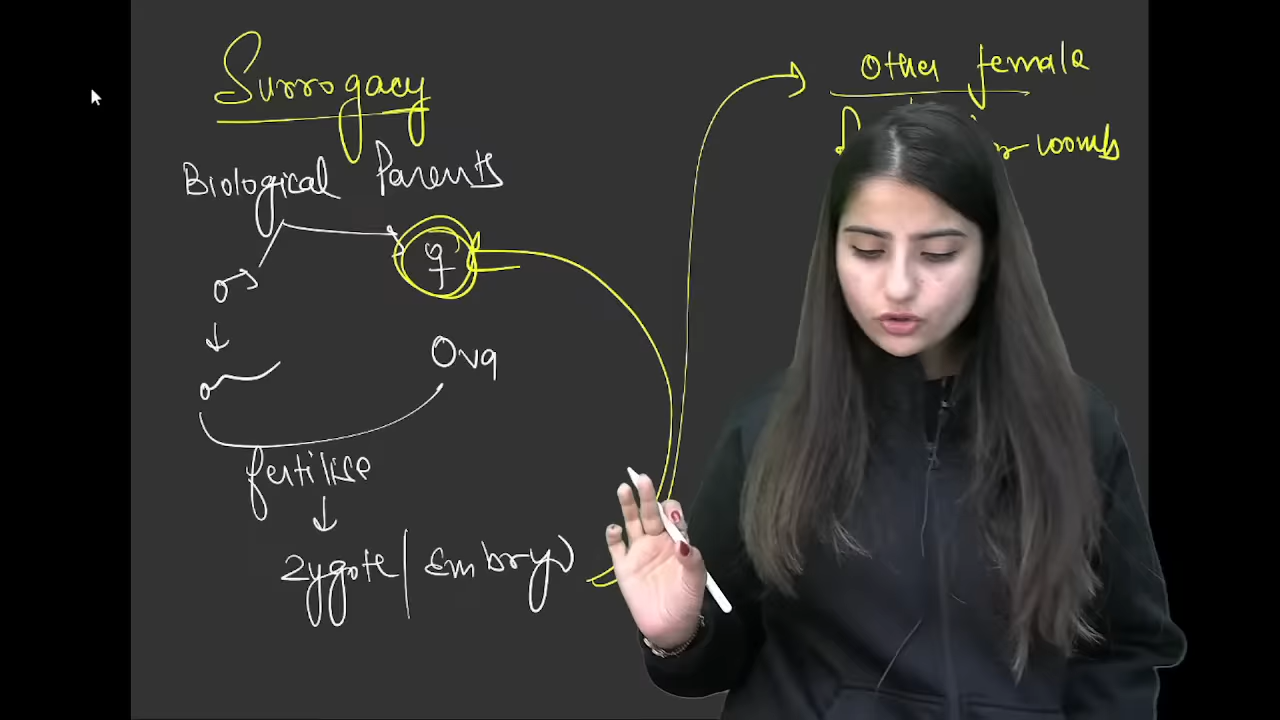 Surrogacy
Biological Parents
Ova
fertilise
Zygote / Embryo
Other female
womb